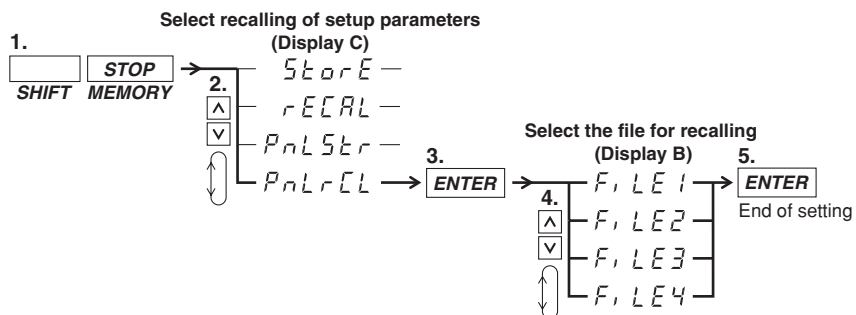 Select recalling of setup parameters
(Display C)
1.
STOP
SHIFT MEMORY
2.
StorE
rECAL
PnLStr
PnLrCL
3.
ENTER
Select the file for recalling
(Display B)
4.
FiLE1
FiLE2
FiLE3
FiLE4
5.
ENTER
End of setting